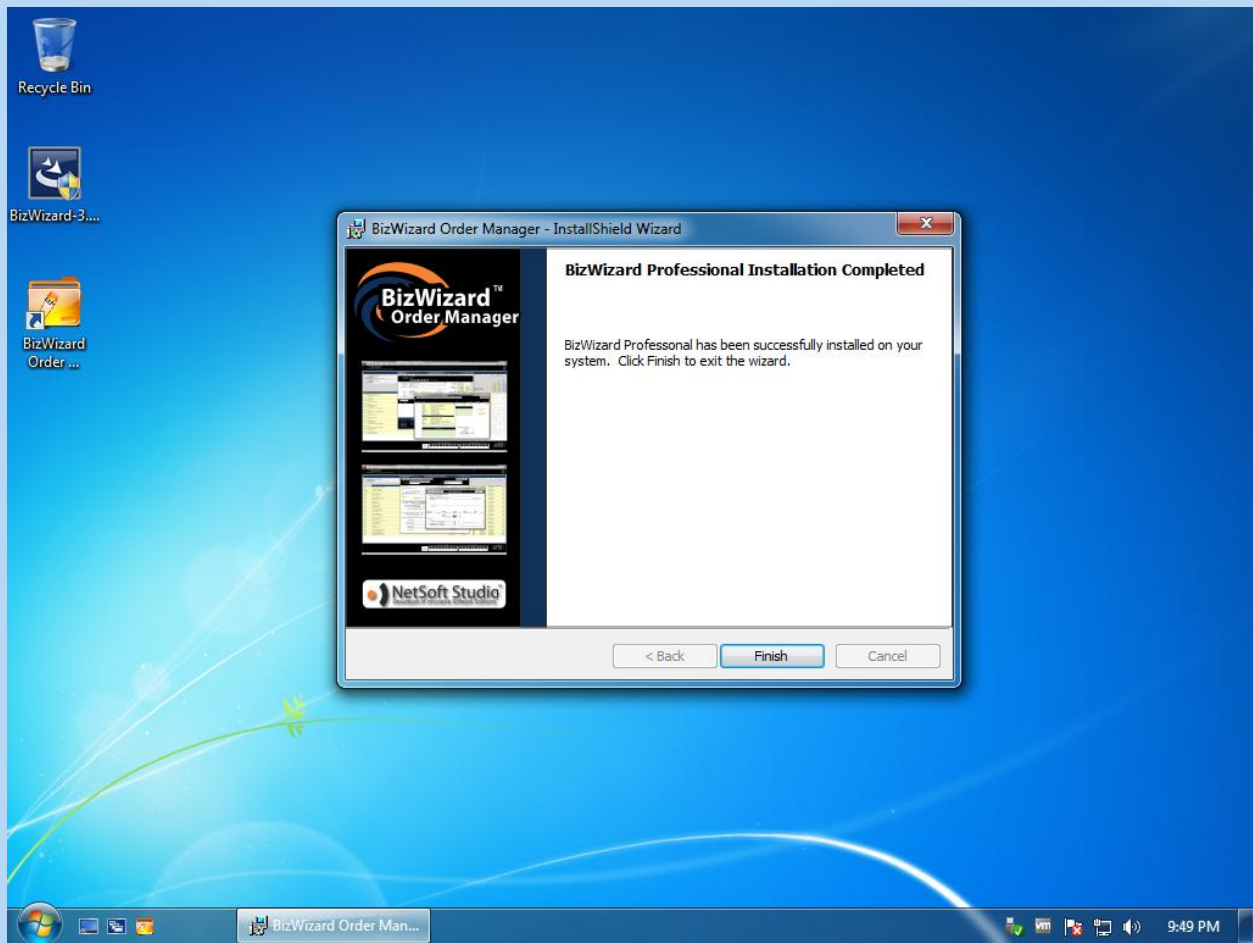 Recycle Bin
BizWizard-3....
BizWizard
Order ...
BizWizard Order Manager - InstallShield Wizard
BizWizard™
Order Manager
NetSoft Studio
BizWizard Professional Installation Completed
BizWizard Professonal has been successfully installed on your
system. Click Finish to exit the wizard.
< Back
Finish
Cancel
BizWizard Order Man...
vm
9:49 PM